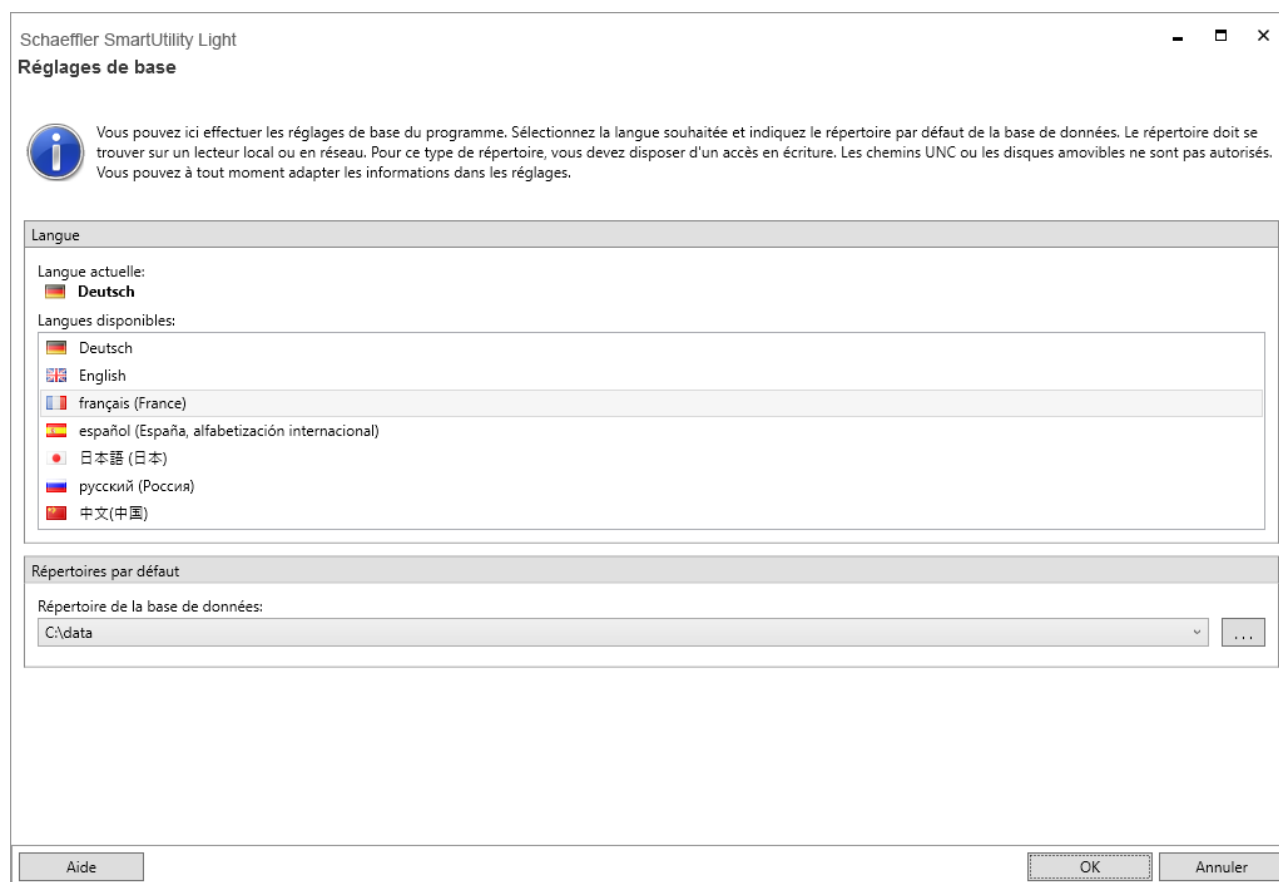 Schaeffler SmartUtility Light
Réglages de base
Vous pouvez ici effectuer les réglages de base du programme. Sélectionnez la langue souhaitée et indiquez le répertoire par défaut de la base de données. Le répertoire doit se
trouver sur un lecteur local ou en réseau. Pour ce type de répertoire, vous devez disposer d'un accès en écriture. Les chemins UNC ou les disques amovibles ne sont pas autorisés.
Vous pouvez à tout moment adapter les informations dans les réglages.
Langue
Langue actuelle:
Deutsch
Langues disponibles:
Deutsch
English
français (France)
español (España, alfabetización internacional)
日本語 (日本)
русский (Россия)
中文(中国)
Répertoires par défaut
Répertoire de la base de données:
C:\data
...
Aide
OK
Annuler